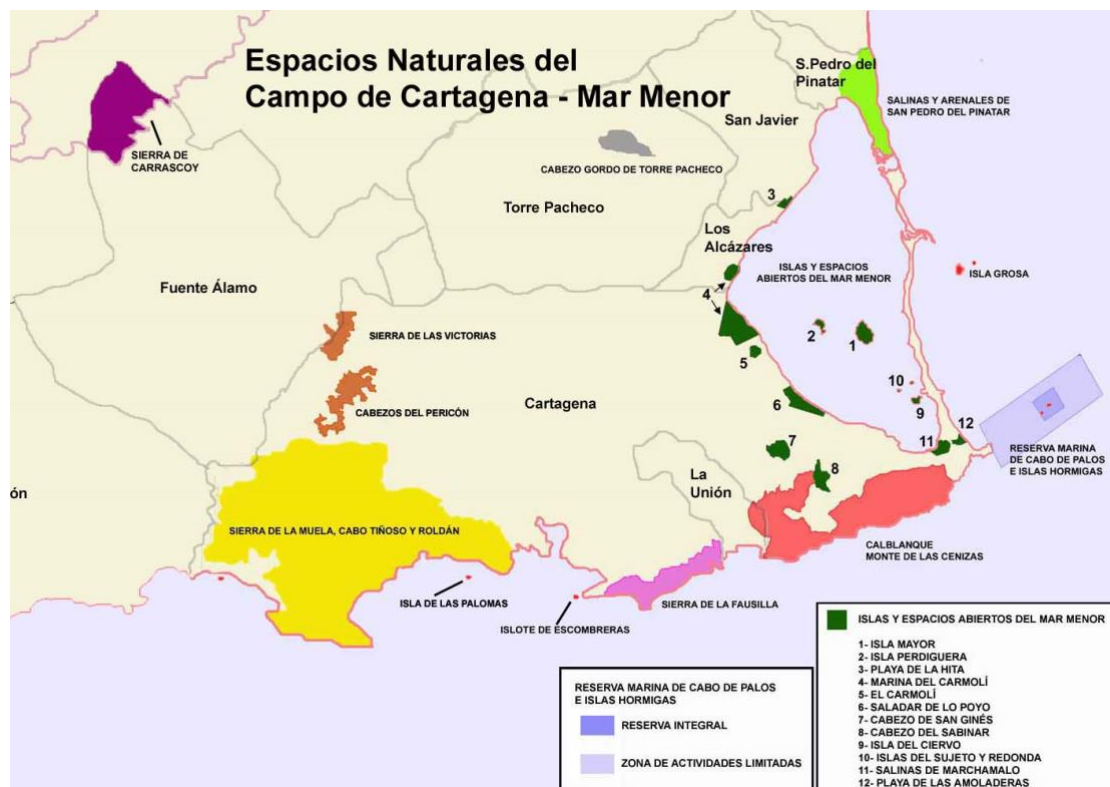 Espacios Naturales del
Campo de Cartagena - Mar Menor
S.Pedro del
Pinatar
SALINAS Y ARENALES DE
SAN PEDRO DEL PINATAR
San Javier
SIERRA DE
CARRASCOY
CABEZO GORDO DE TORRE PACHECO
3
Torre Pacheco
Los
Alcázares
ISLAS Y ESPACIOS
ABIERTOS DEL MAR MENOR
ISLA GROSA
Fuente Álamo
4
2
1
SIERRA DE LAS VICTORIAS
5
10
CABEZOS DEL PERICÓN
Cartagena
6
9
12
11
7
RESERVA MARINA
DE CABO DE PALOS
E ISLAS HORMIGAS
8
La
Unión
ón
SIERRA DE LA MUELA, CABO TIÑOSO Y ROLDÁN
CALBLANQUE
MONTE DE LAS CENIZAS
ISLA DE LAS PALOMAS
SIERRA DE LA FAUSILLA
ISLOTE DE ESCOMBRERAS
RESERVA MARINA DE CABO DE PALOS
E ISLAS HORMIGAS
RESERVA INTEGRAL
ZONA DE ACTIVIDADES LIMITADAS
ISLAS Y ESPACIOS ABIERTOS DEL MAR MENOR
1- ISLA MAYOR
2- ISLA PERDIGUERA
3- PLAYA DE LA HITA
4- MARINA DEL CARMOLÍ
5- EL CARMOLÍ
6- SALADAR DE LO POYO
7- CABEZO DE SAN GINÉS
8- CABEZO DEL SABINAR
9- ISLA DEL CIERVO
10- ISLAS DEL SUJETO Y REDONDA
11- SALINAS DE MARCHAMALO
12- PLAYA DE LAS AMOLADERAS